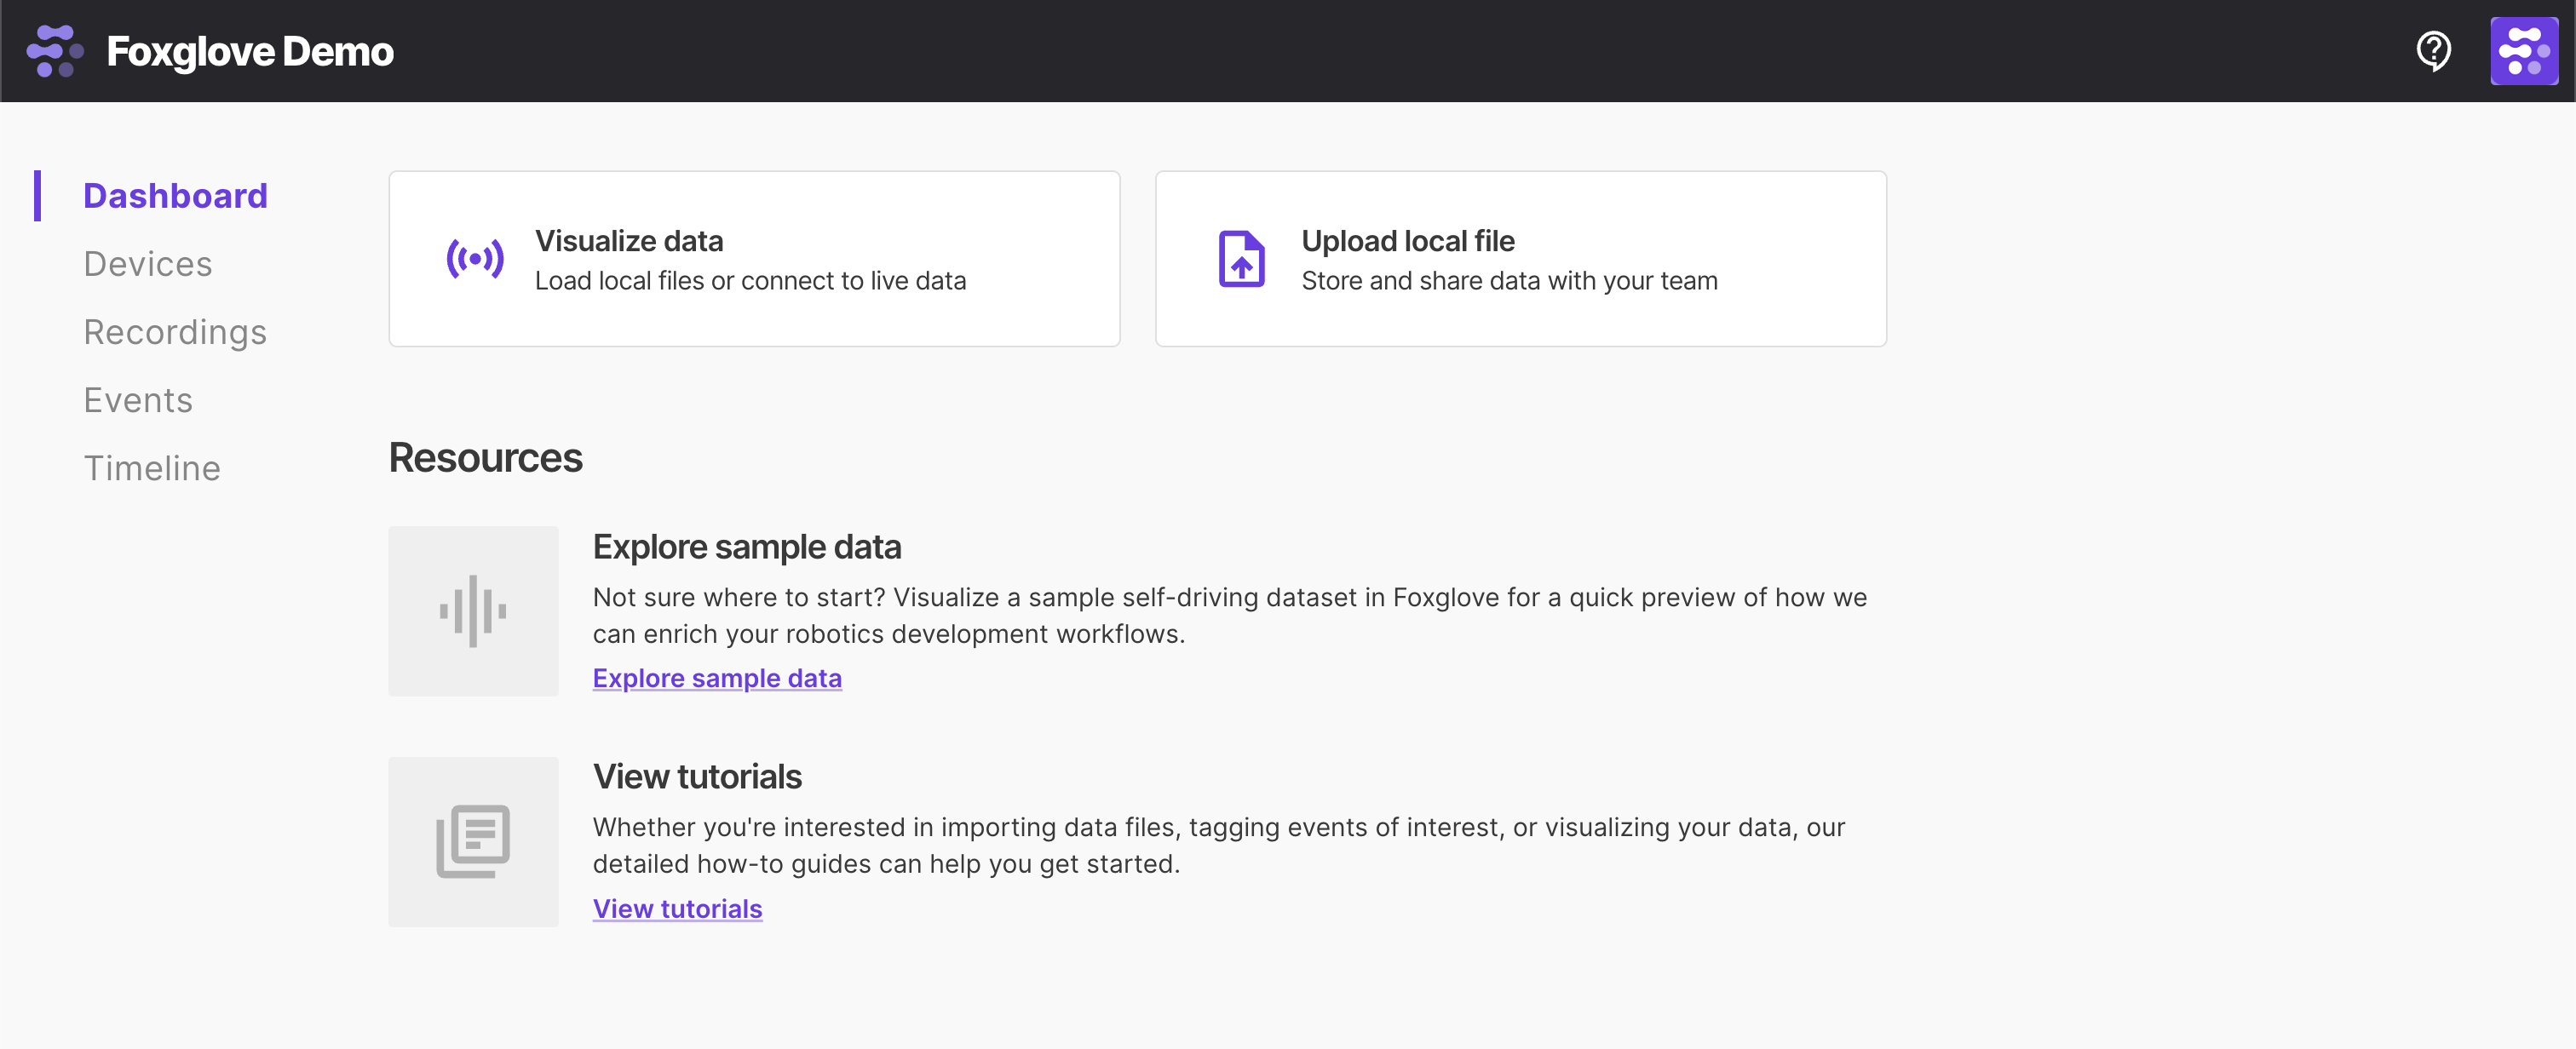 Foxglove Demo
Dashboard
Devices
Recordings
Events
Timeline
Visualize data
Load local files or connect to live data
Upload local file
Store and share data with your team
Resources
Explore sample data
Not sure where to start? Visualize a sample self-driving dataset in Foxglove for a quick preview of how we
can enrich your robotics development workflows.
Explore sample data
View tutorials
Whether you're interested in importing data files, tagging events of interest, or visualizing your data, our
detailed how-to guides can help you get started.
View tutorials